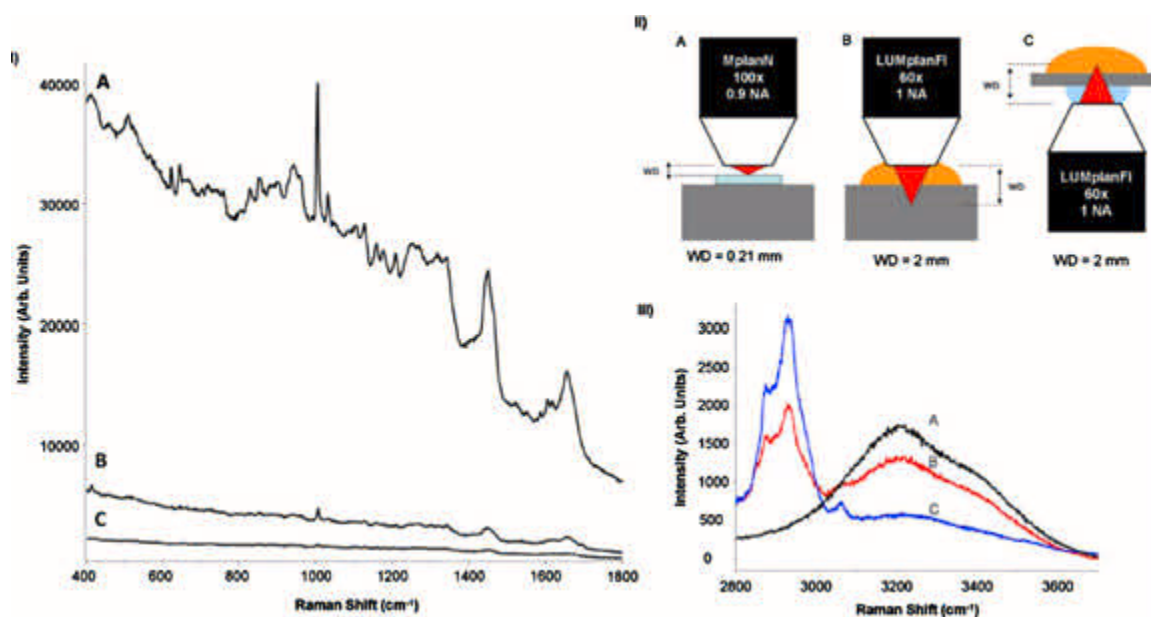 I)
A
40000
30000
20000
10000
B
C
Intensity (Arb. Units)
400 600 800 1000 1200 1400 1600 1800
Raman Shift (cm⁻¹)
II)
A
MplanN
100x
0.9 NA
WD
WD = 0.21 mm
B
LUMplanFI
60x
1 NA
WD
WD = 2 mm
C
WD
LUMplanFI
60x
1 NA
WD = 2 mm
III)
3000
2500
2000
1500
1000
500
0
Intensity (Arb. Units)
A
B
C
2800 3000 3200 3400 3600
Raman Shift (cm⁻¹)